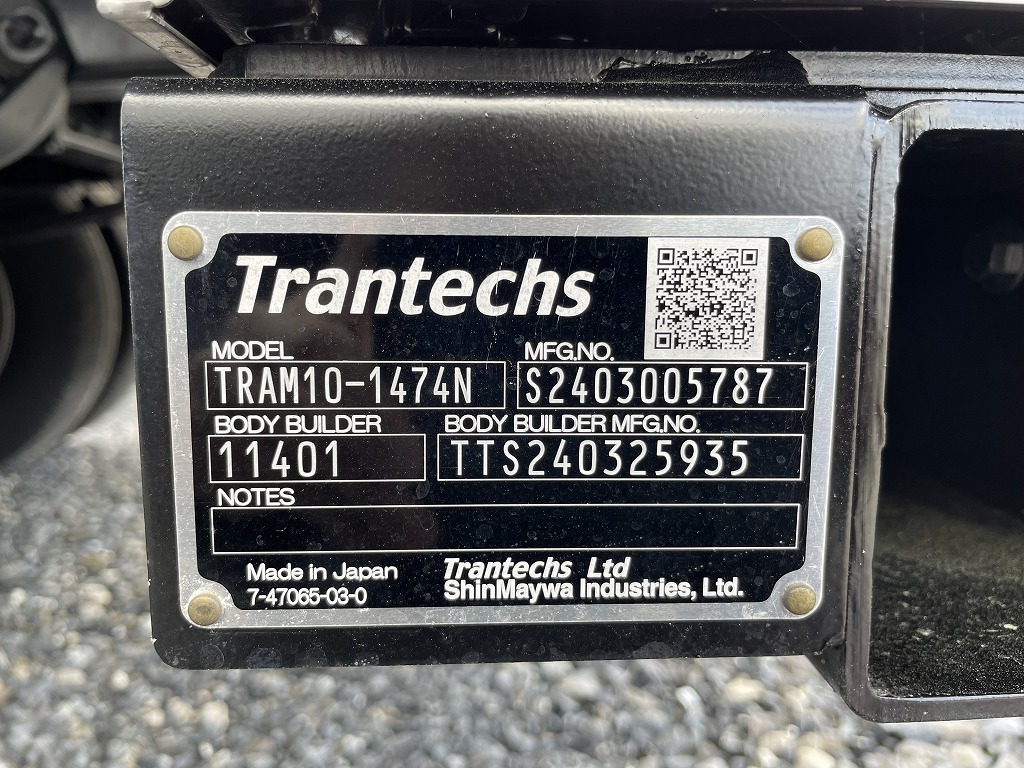 Trantechs
MODEL MFG.NO.
TRAM10-1474N S2403005787
BODY BUILDER BODY BUILDER MFG.NO.
11401 TTS240325935
NOTES
Made in Japan Trantechs Ltd
7-47065-03-0 ShinMaywa Industries, Ltd.